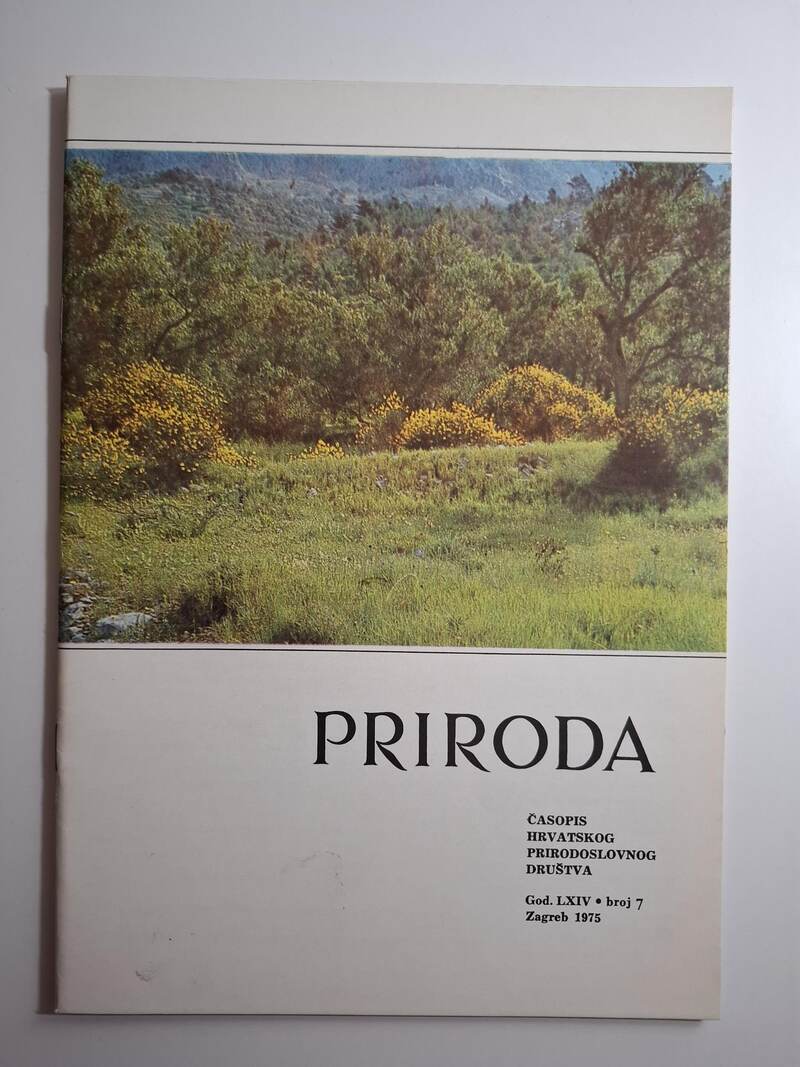 PRIRODA
ČASOPIS
HRVATSKOG
PRIRODOSLOVNOG
DRUŠTVA
God. LXIV • broj 7
Zagreb 1975